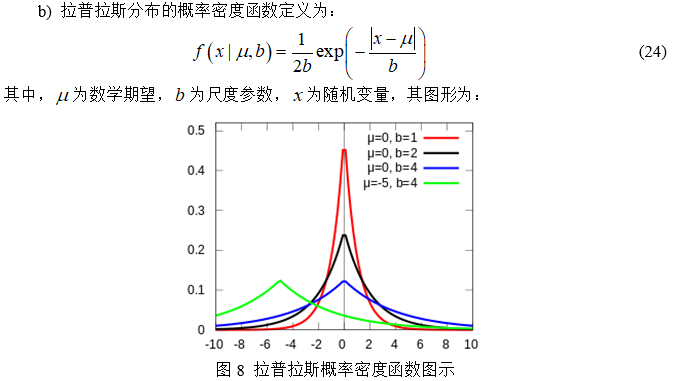 b) 拉普拉斯分布的概率密度函数定义为：
f(x|μ,b)=\frac{1}{2b}exp(-\frac{|x-μ|}{b}) (24)
其中，μ为数学期望，b为尺度参数，x为随机变量，其图形为：
0.5
μ=0, b=1
μ=0, b=2
μ=0, b=4
μ=-5, b=4
0.4
0.3
0.2
0.1
0
-10 -8 -6 -4 -2 0 2 4 6 8 10
图 8 拉普拉斯概率密度函数图示